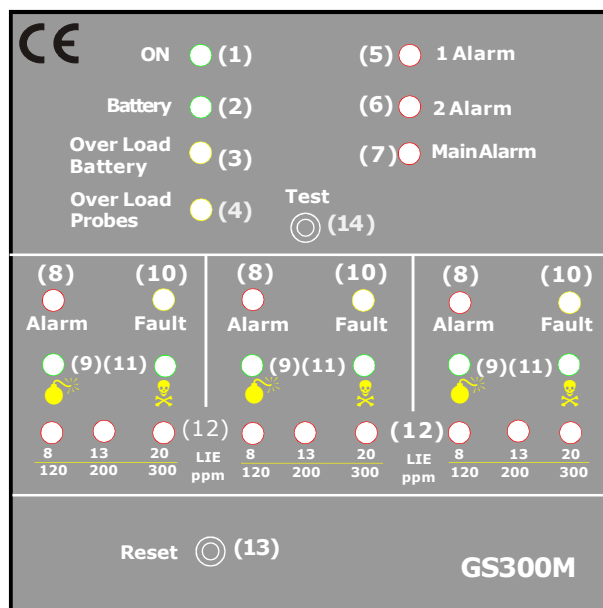 CE
ON (1) (5) 1 Alarm
Battery (2) (6) 2 Alarm
Over Load
Battery (3) (7) MainAlarm
Over Load
Probes (4)
Test
(14)
(8) (10) (8) (10) (8) (10)
Alarm Fault Alarm Fault Alarm Fault
(9)(11) (9)(11) (9)(11)
(12) (12)
8 13 20 LIE 8 13 20 LIE 8 13 20
120 200 300 ppm 120 200 300 ppm 120 200 300
Reset (13)
GS300M